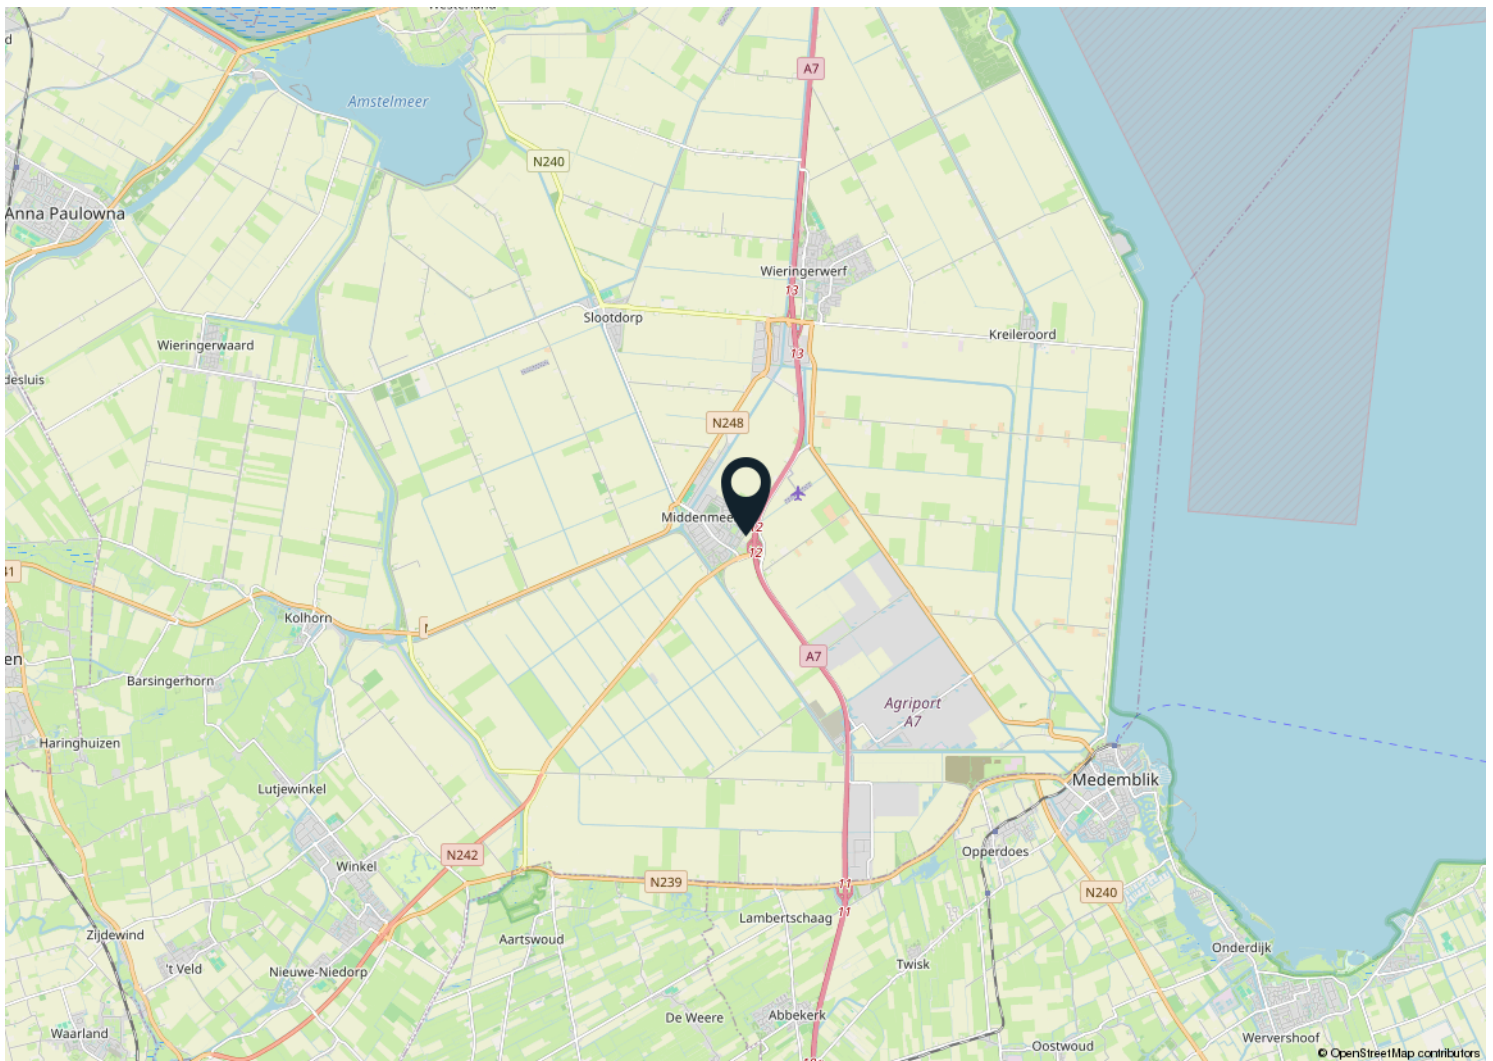 Amstelmeer
A7
N240
Anna Paulowna
Wieringerwerf
13
Slootdorp
Kreileroord
Wieringerwaard
13
N248
Middenmee
12
12
Kolhorn
A7
Barsingerhorn
Agriport
A7
Haringhuizen
Medemblik
Lutjewinkel
Opperdoes
N242
Winkel
N239
11
N240
11
Lambertschaag
Zijdewind
Aartswoud
Onderdijk
't Veld
Nieuwe-Niedorp
Twisk
De Weere
Abbekerk
Waarland
Wervershoof
Oostwoud
© OpenStreetMap contributors